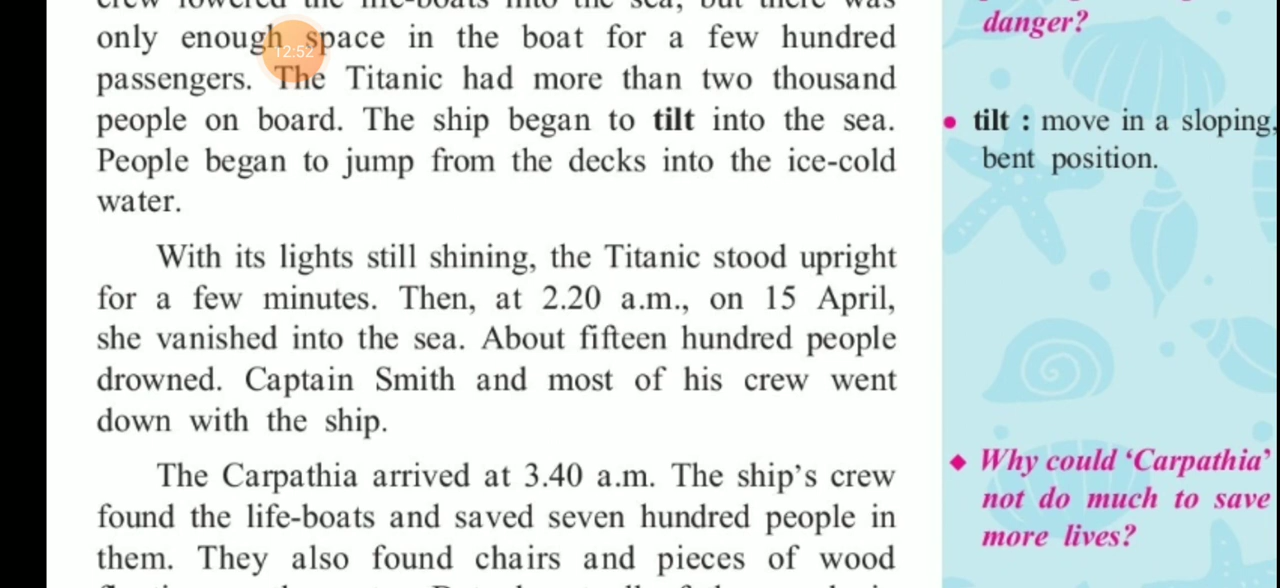 only enough space in the boat for a few hundred
12:52
passengers. The Titanic had more than two thousand
people on board. The ship began to tilt into the sea.
People began to jump from the decks into the ice-cold
water.
With its lights still shining, the Titanic stood upright
for a few minutes. Then, at 2.20 a.m., on 15 April,
she vanished into the sea. About fifteen hundred people
drowned. Captain Smith and most of his crew went
down with the ship.
The Carpathia arrived at 3.40 a.m. The ship's crew
found the life-boats and saved seven hundred people in
them. They also found chairs and pieces of wood
danger?
• tilt : move in a sloping,
bent position.
◆ Why could 'Carpathia'
not do much to save
more lives?